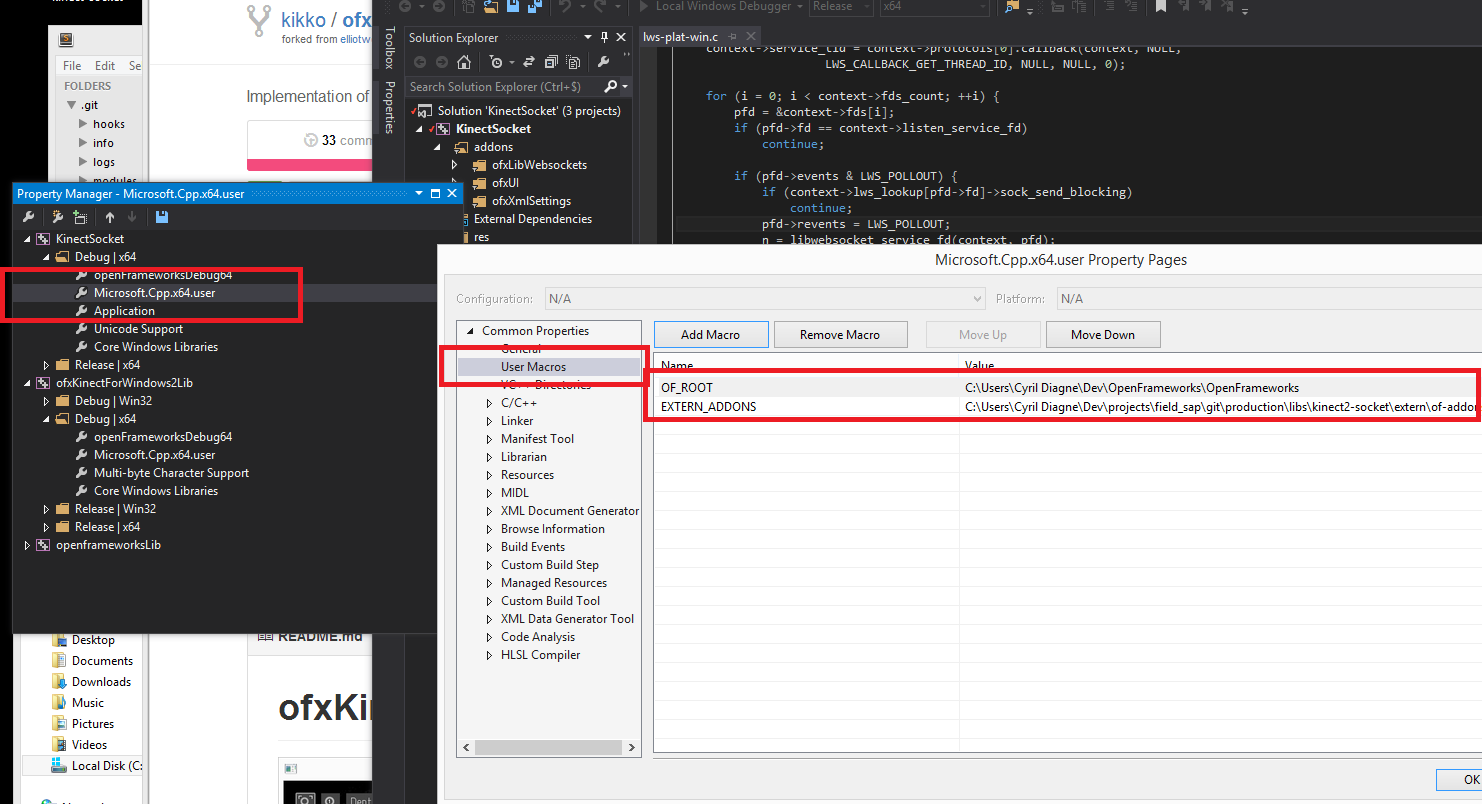 kikko / ofx
forked from elliotw
Implementation of
33 comm
File Edit Se
FOLDERS
.git
hooks
info
logs
modules
Toolbox
Properties
Local Windows Debugger Release x64
Solution Explorer
Search Solution Explorer (Ctrl+$)
Solution 'KinectSocket' (3 projects)
KinectSocket
addons
ofxLibWebsockets
ofxUI
ofxXmlSettings
External Dependencies
res
lws-plat-win.c
context->service_tid = context->protocols[0].callback(context, NULL,
LWS_CALLBACK_GET_THREAD_ID, NULL, NULL, 0);
for (i = 0; i < context->fds_count; ++i) {
pfd = &context->fds[i];
if (pfd->fd == context->listen_service_fd)
continue;
if (pfd->events & LWS_POLLOUT) {
if (context->lws_lookup[pfd->fd]->sock_send_blocking)
continue;
pfd->revents = LWS_POLLOUT;
n = libwebsocket_service_fd(context, pfd);
Property Manager - Microsoft.Cpp.x64.user
KinectSocket
Debug | x64
openFrameworksDebug64
Microsoft.Cpp.x64.user
Application
Unicode Support
Core Windows Libraries
Release | x64
ofxKinectForWindows2Lib
Debug | Win32
Debug | x64
openFrameworksDebug64
Microsoft.Cpp.x64.user
Multi-byte Character Support
Core Windows Libraries
Release | Win32
Release | x64
openframeworksLib
Microsoft.Cpp.x64.user Property Pages
Configuration: N/A Platform: N/A
Common Properties
General
User Macros
VC++ Directories
C/C++
Linker
Manifest Tool
Librarian
Resources
MIDL
XML Document Generator
Browse Information
Build Events
Custom Build Step
Managed Resources
Custom Build Tool
XML Data Generator Tool
Code Analysis
HLSL Compiler
Add Macro Remove Macro Move Up Move Down
Name Value
OF_ROOT C:\Users\Cyril Diagne\Dev\OpenFrameworks\OpenFrameworks
EXTERN_ADDONS C:\Users\Cyril Diagne\Dev\projects\field_sap\git\production\libs\kinect2-socket\extern\of-addon
OK
Desktop
Documents
Downloads
Music
Pictures
Videos
Local Disk (C:
README.md
ofxKin